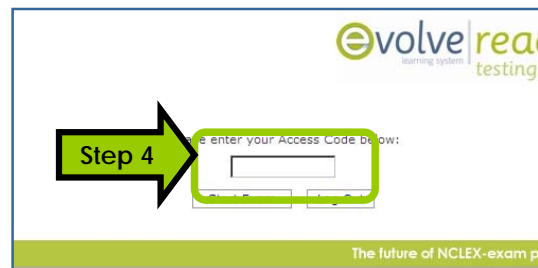 evolve
learning system
testing
enter your Access Code below:
Step 4
The future of NCLEX-exam